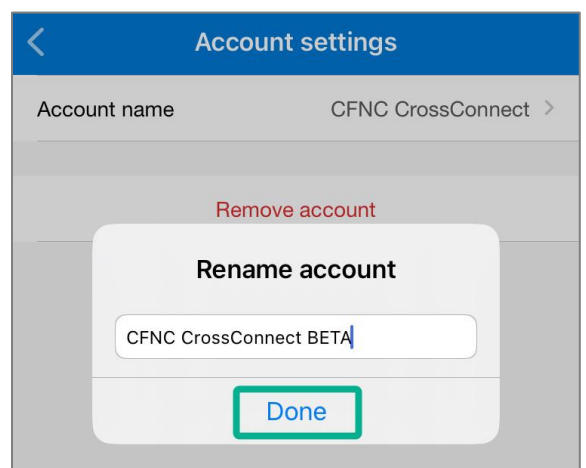 Account settings
Account name CFNC CrossConnect
Remove account
Rename account
CFNC CrossConnect BETA
Done